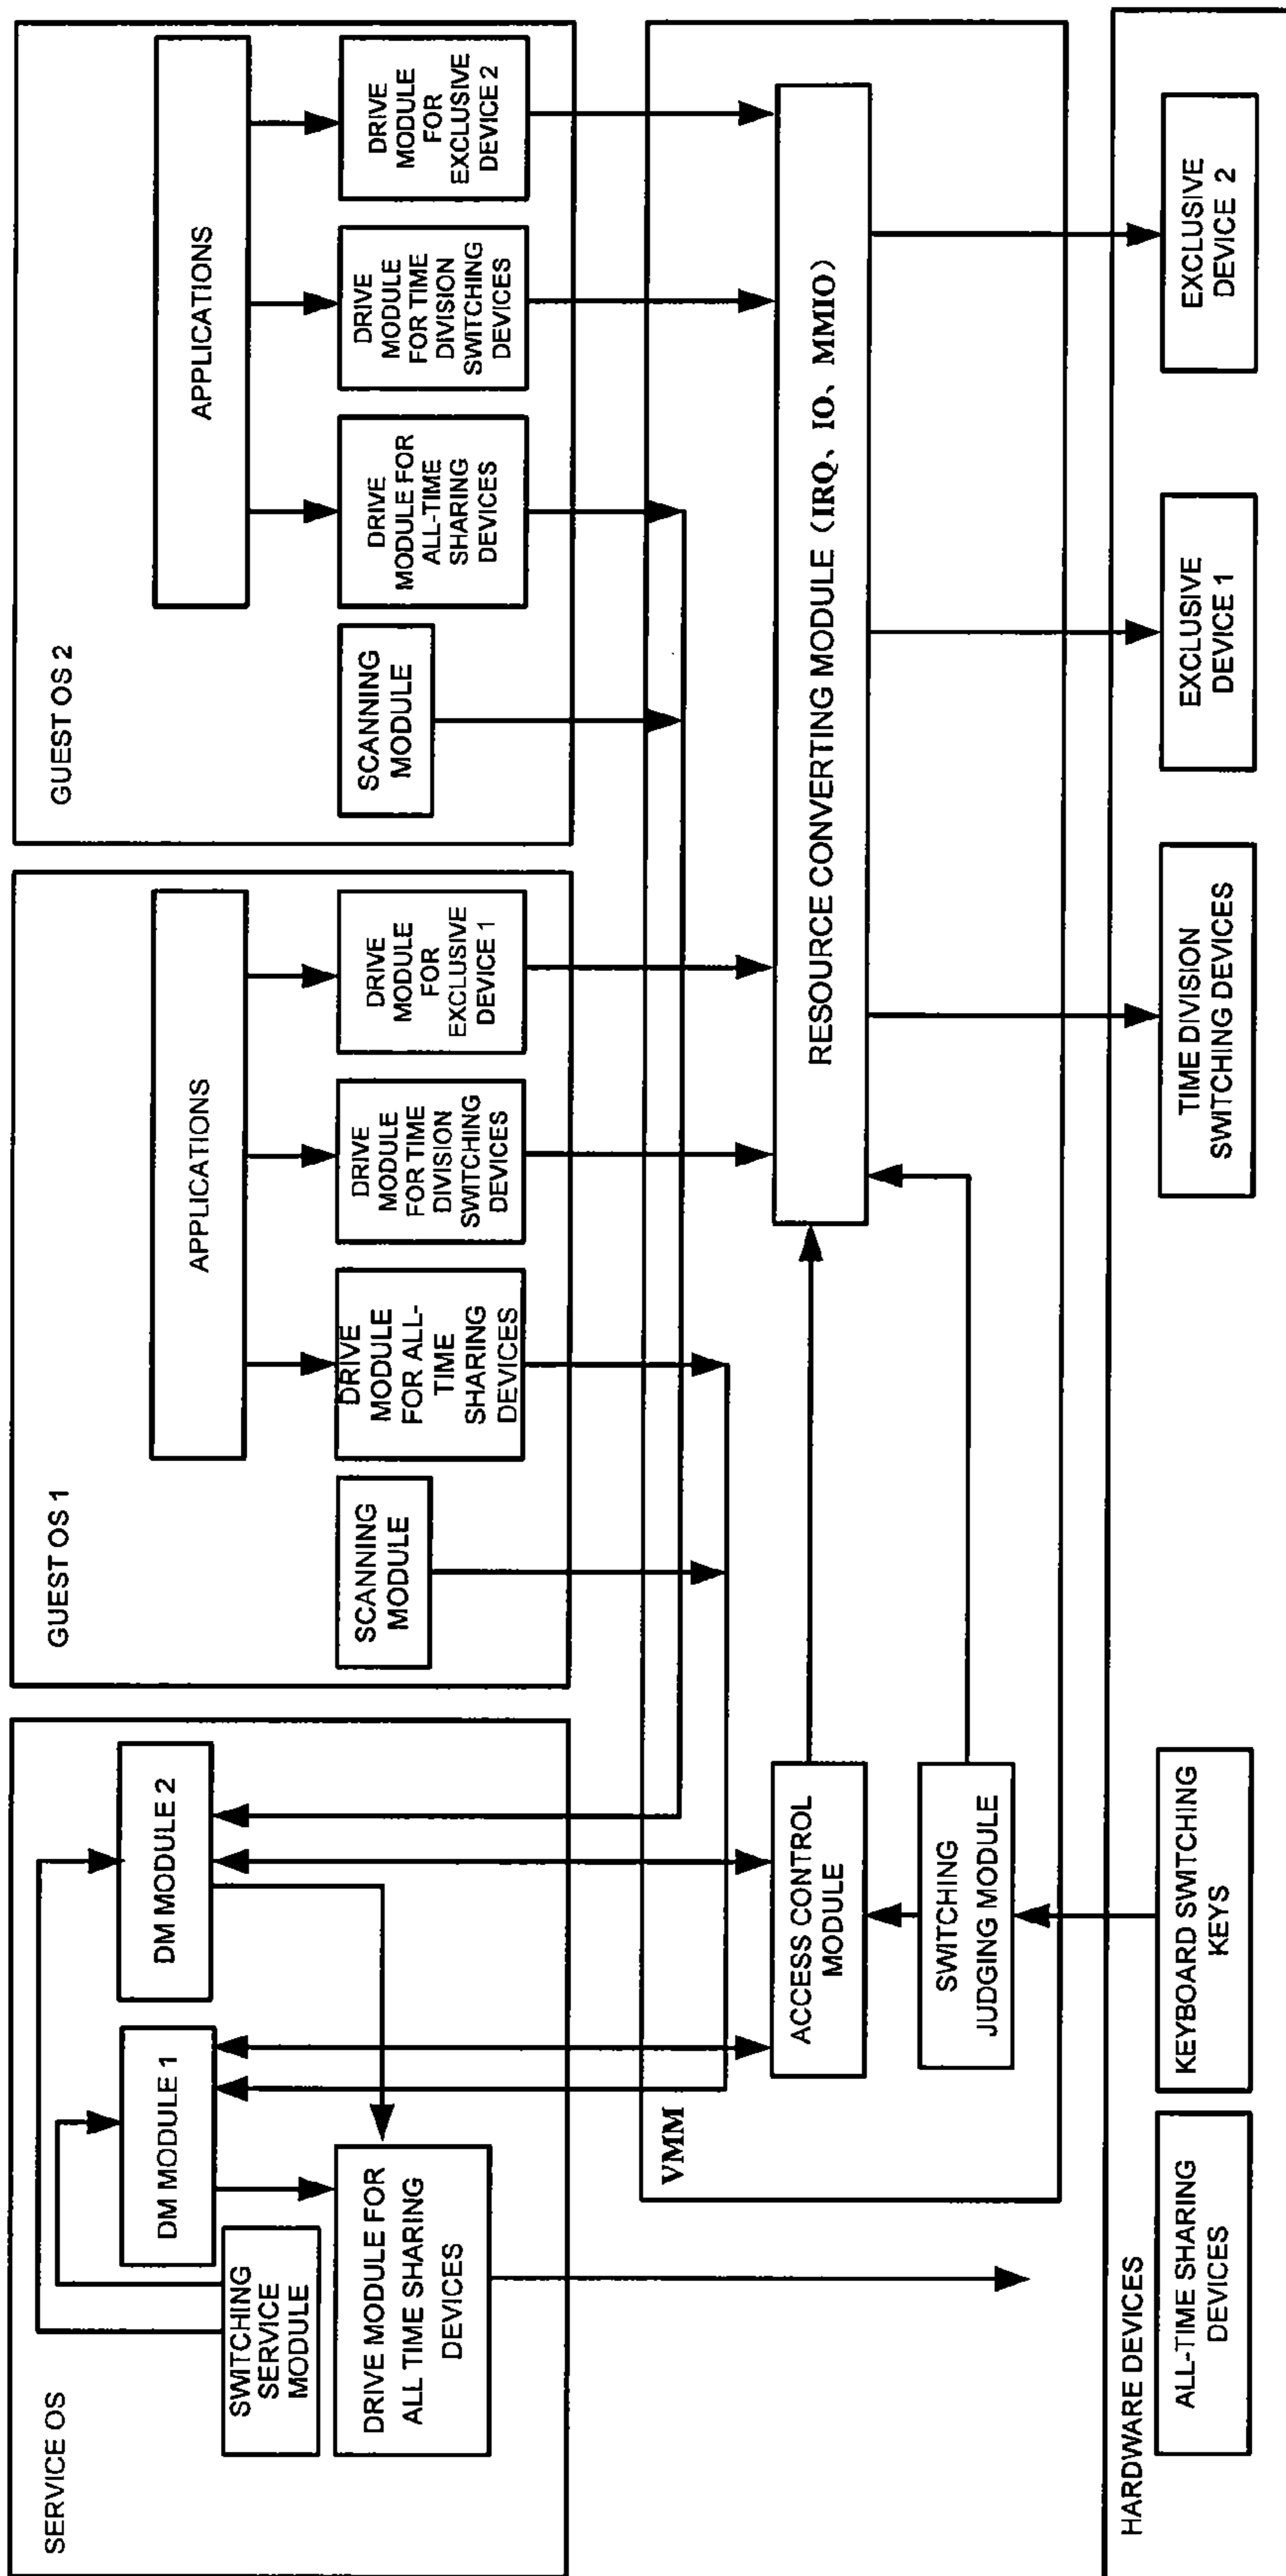 SERVICE OS
DM MODULE 1
DM MODULE 2
SWITCHING
SERVICE
MODULE
DRIVE MODULE FOR
ALL TIME SHARING
DEVICES
GUEST OS 1
APPLICATIONS
SCANNING
MODULE
DRIVE
MODULE
FOR ALL-
TIME
SHARING
DEVICES
DRIVE
MODULE
FOR TIME
DIVISION
SWITCHING
DEVICES
DRIVE
MODULE
FOR
EXCLUSIVE
DEVICE 1
GUEST OS 2
APPLICATIONS
SCANNING
MODULE
DRIVE
MODULE FOR
ALL-TIME
SHARING
DEVICES
DRIVE
MODULE
FOR TIME
DIVISION
SWITCHING
DEVICES
DRIVE
MODULE
FOR
EXCLUSIVE
DEVICE 2
VMM
ACCESS CONTROL
MODULE
SWITCHING
JUDGING MODULE
RESOURCE CONVERTING MODULE（IRQ、IO、MMIO）
HARDWARE DEVICES
ALL-TIME SHARING
DEVICES
KEYBOARD SWITCHING
KEYS
TIME DIVISION
SWITCHING DEVICES
EXCLUSIVE
DEVICE 1
EXCLUSIVE
DEVICE 2